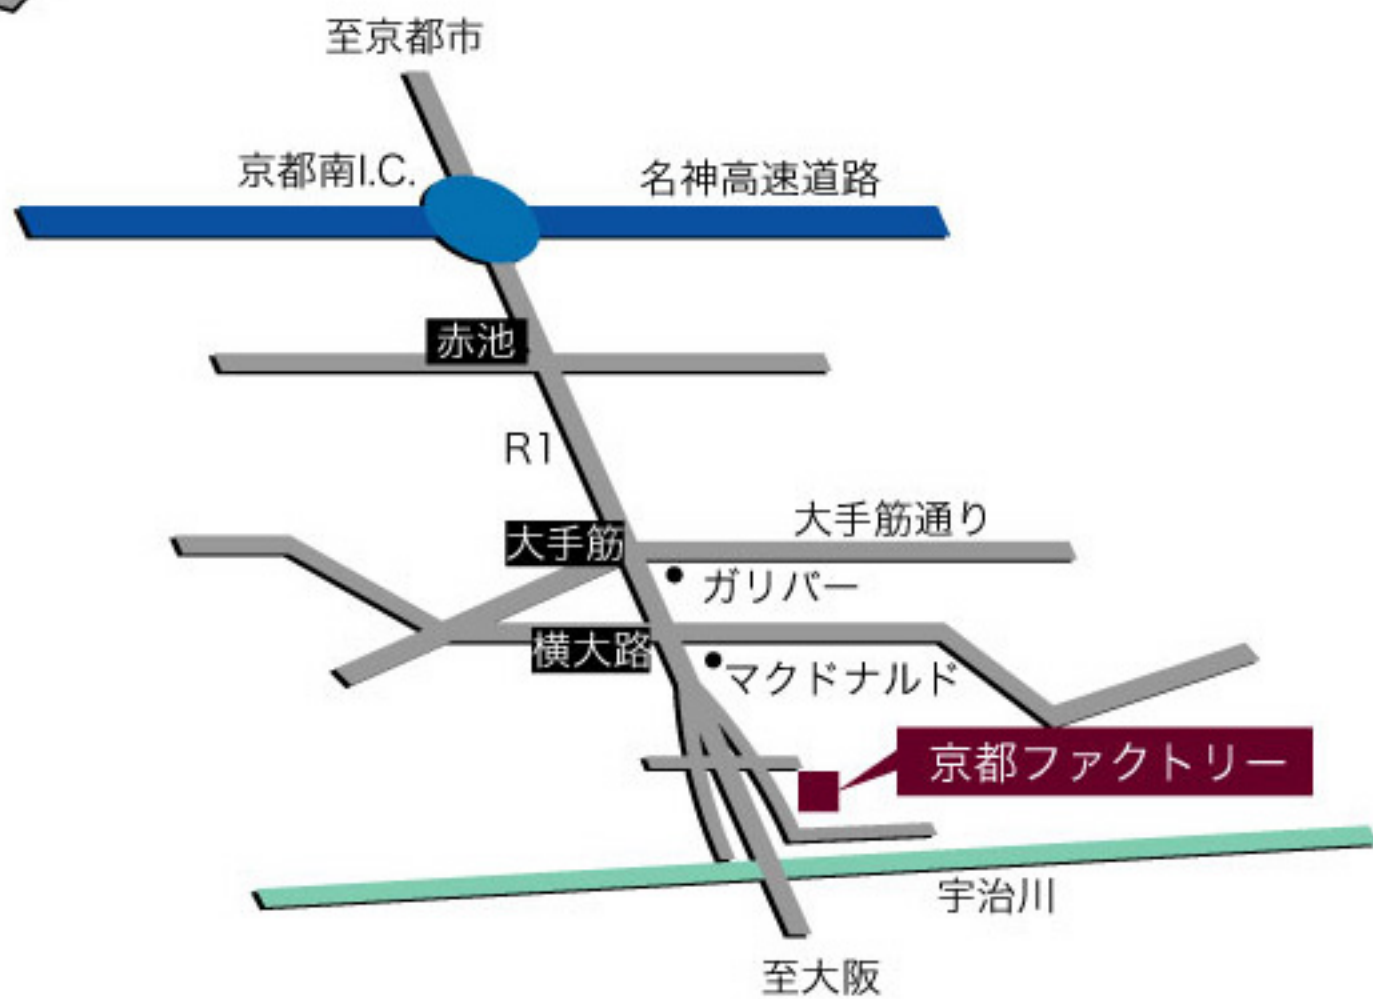 至京都市
京都南I.C.
名神高速道路
赤池
R1
大手筋通り
大手筋
ガリバー
横大路
マクドナルド
京都ファクトリー
宇治川
至大阪